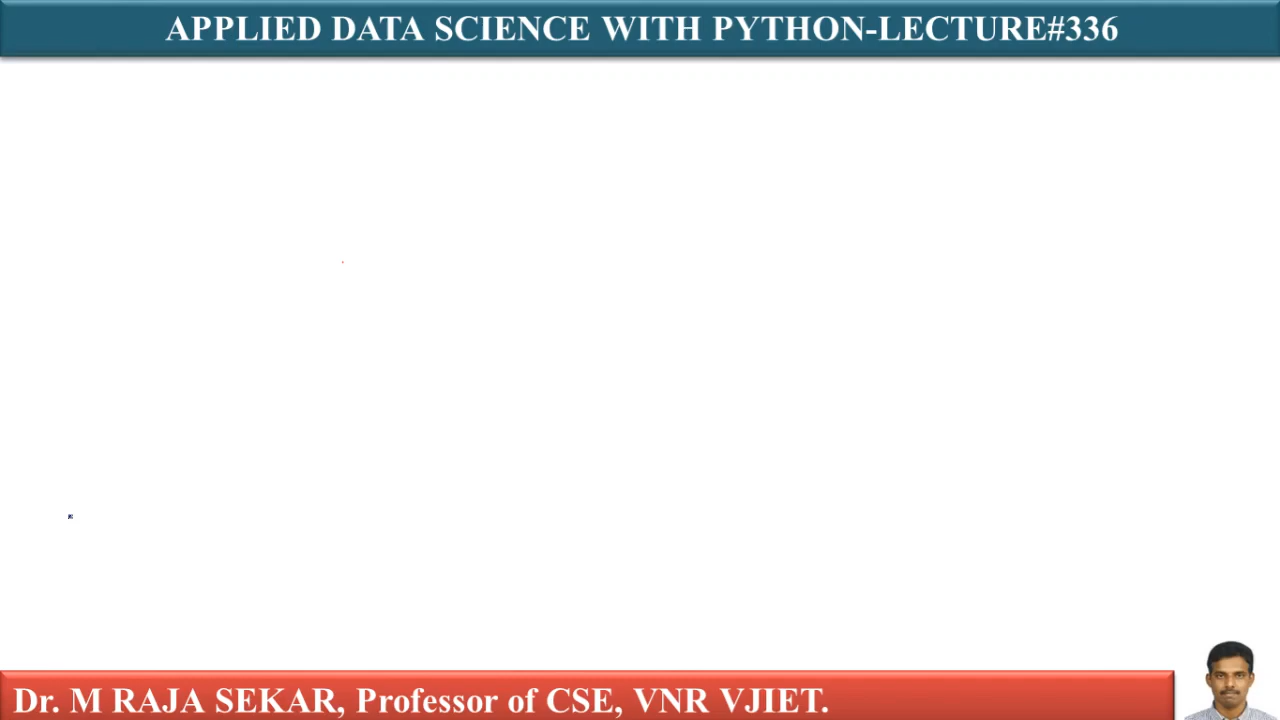 APPLIED DATA SCIENCE WITH PYTHON-LECTURE#336
Dr. M RAJA SEKAR, Professor of CSE, VNR VJIET.